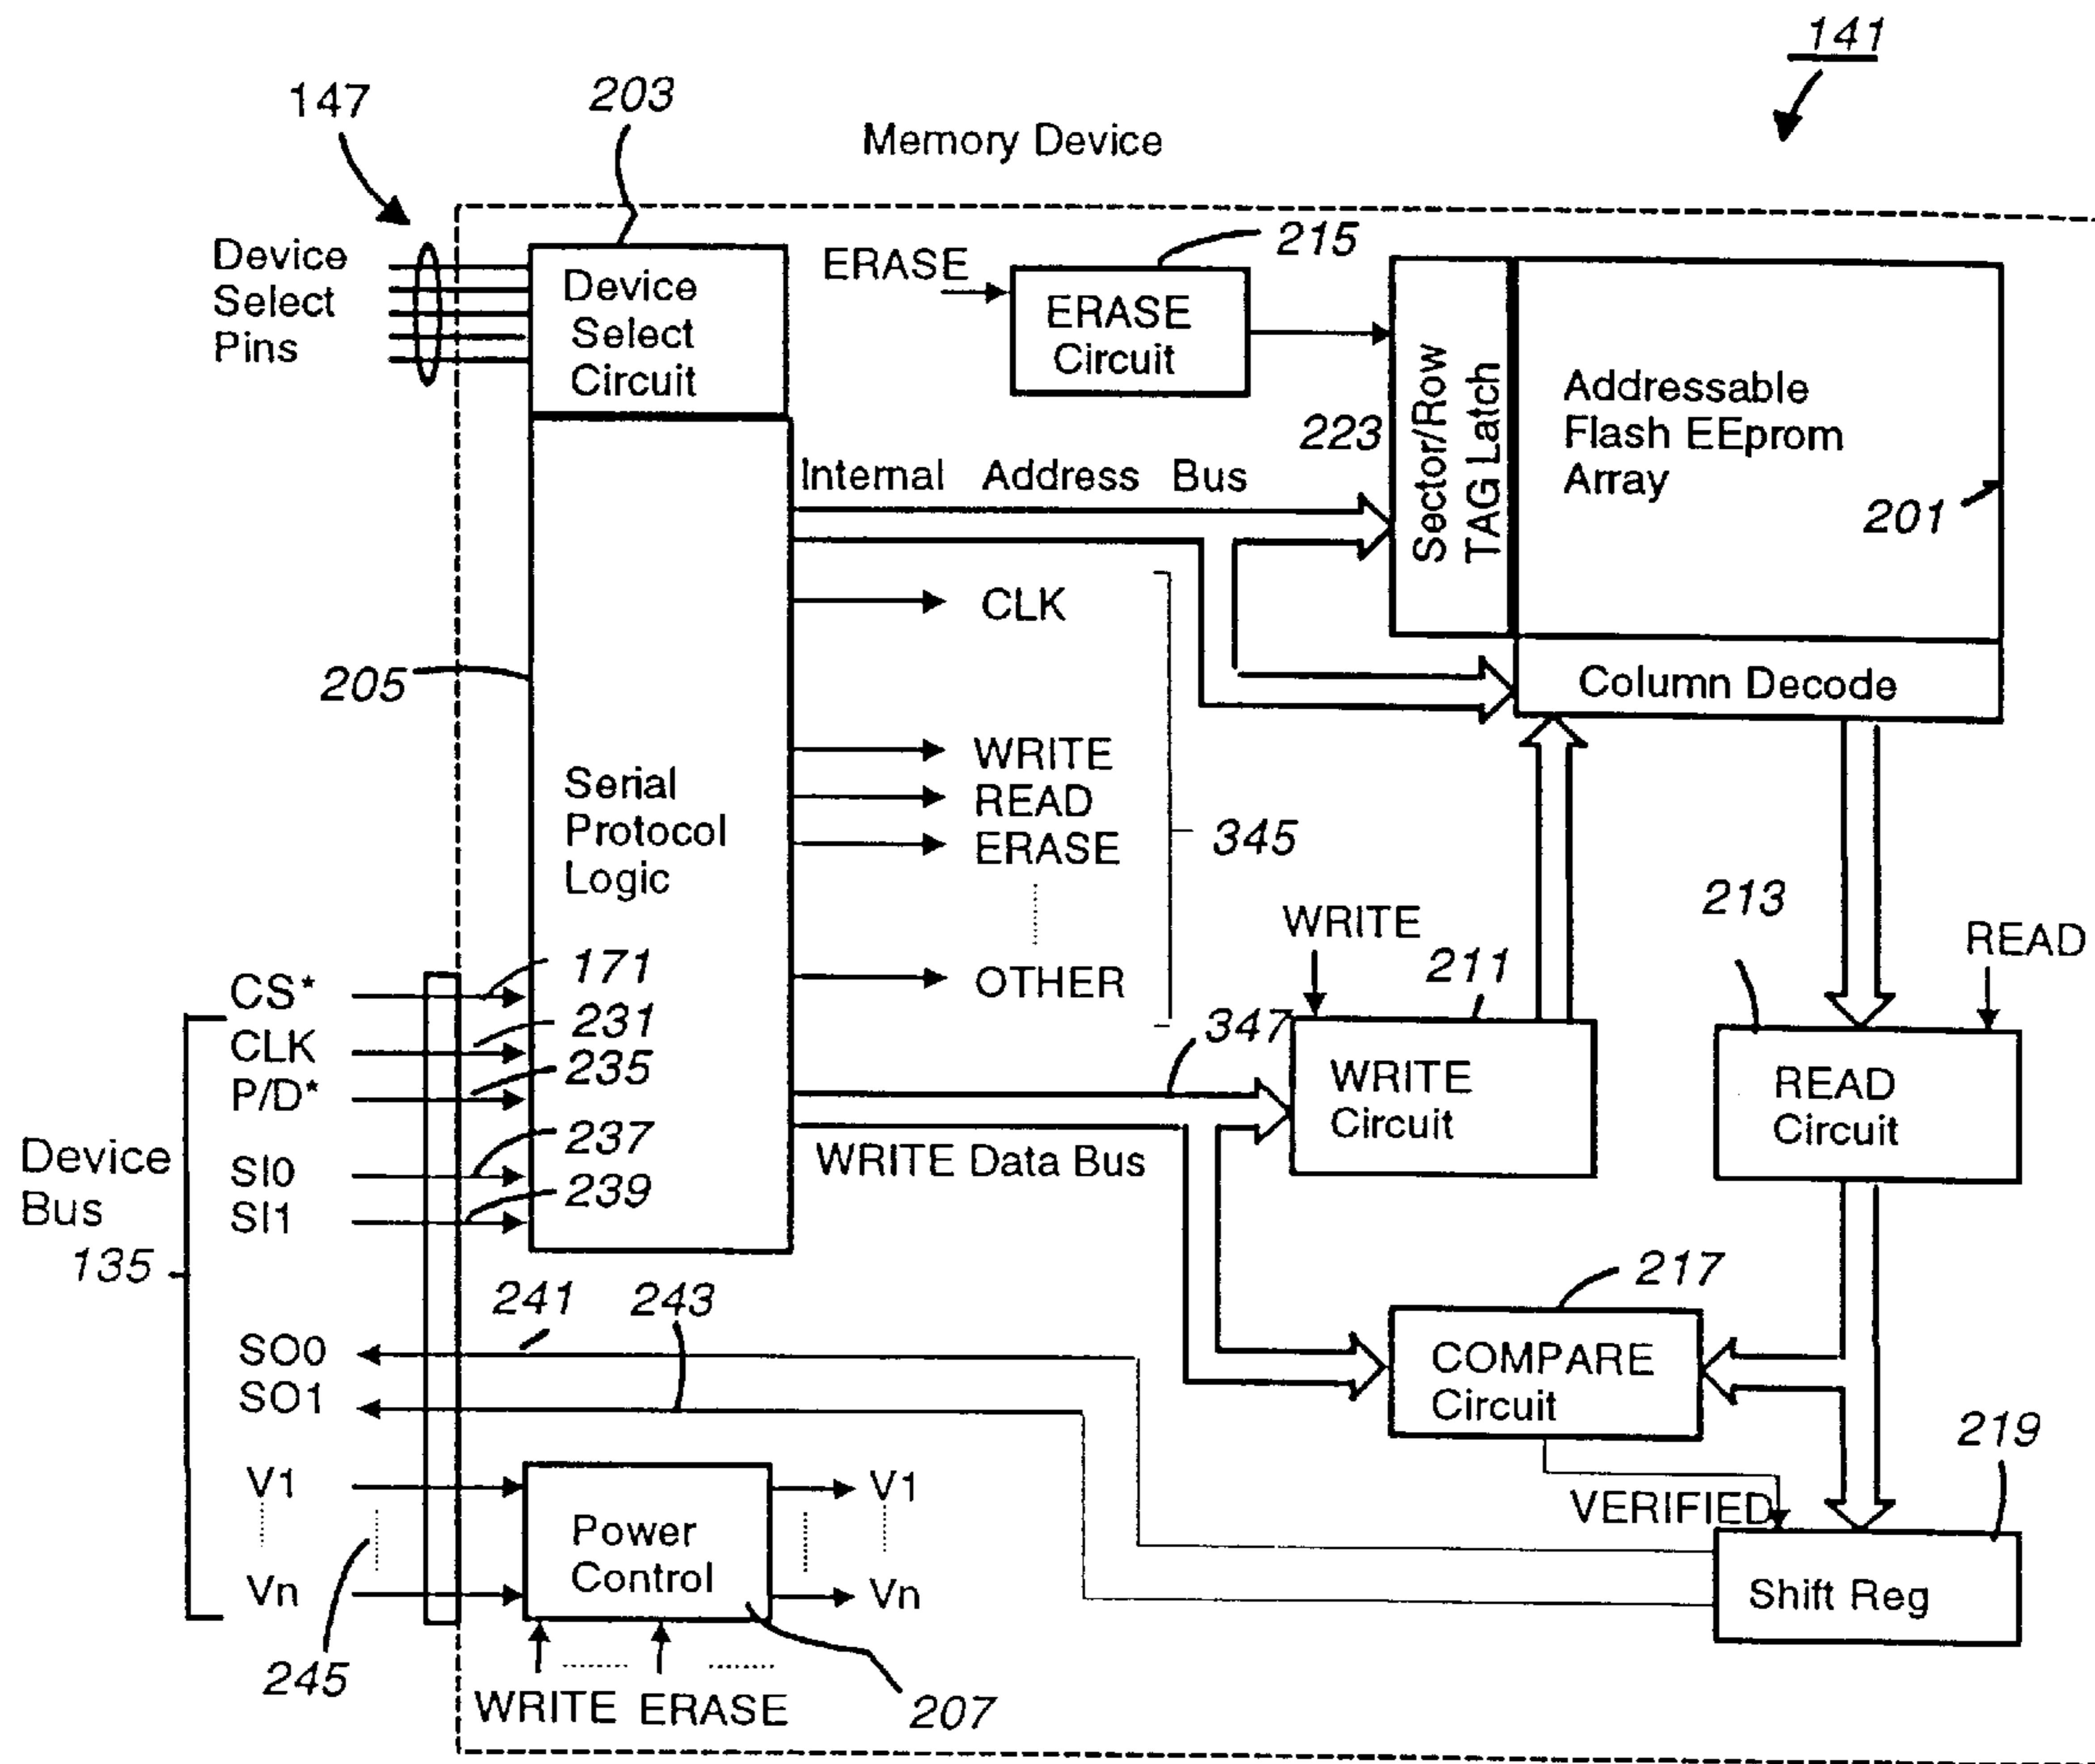 141
147
203
Memory Device
Device
Select
Pins
Device
Select
Circuit
ERASE
215
ERASE
Circuit
223
Sector/Row
TAG Latch
Addressable
Flash EEprom
Array
201
Internal Address Bus
CLK
205
Column Decode
WRITE
READ
ERASE
345
OTHER
Serial
Protocol
Logic
WRITE
211
213
READ
CS*
171
CLK
231
P/D*
235
SI0
237
SI1
239
Device
Bus
135
347
WRITE
Circuit
READ
Circuit
WRITE Data Bus
241
243
217
SO0
SO1
COMPARE
Circuit
219
VERIFIED
Shift Reg
V1
Vn
245
Power
Control
V1
Vn
WRITE ERASE
207